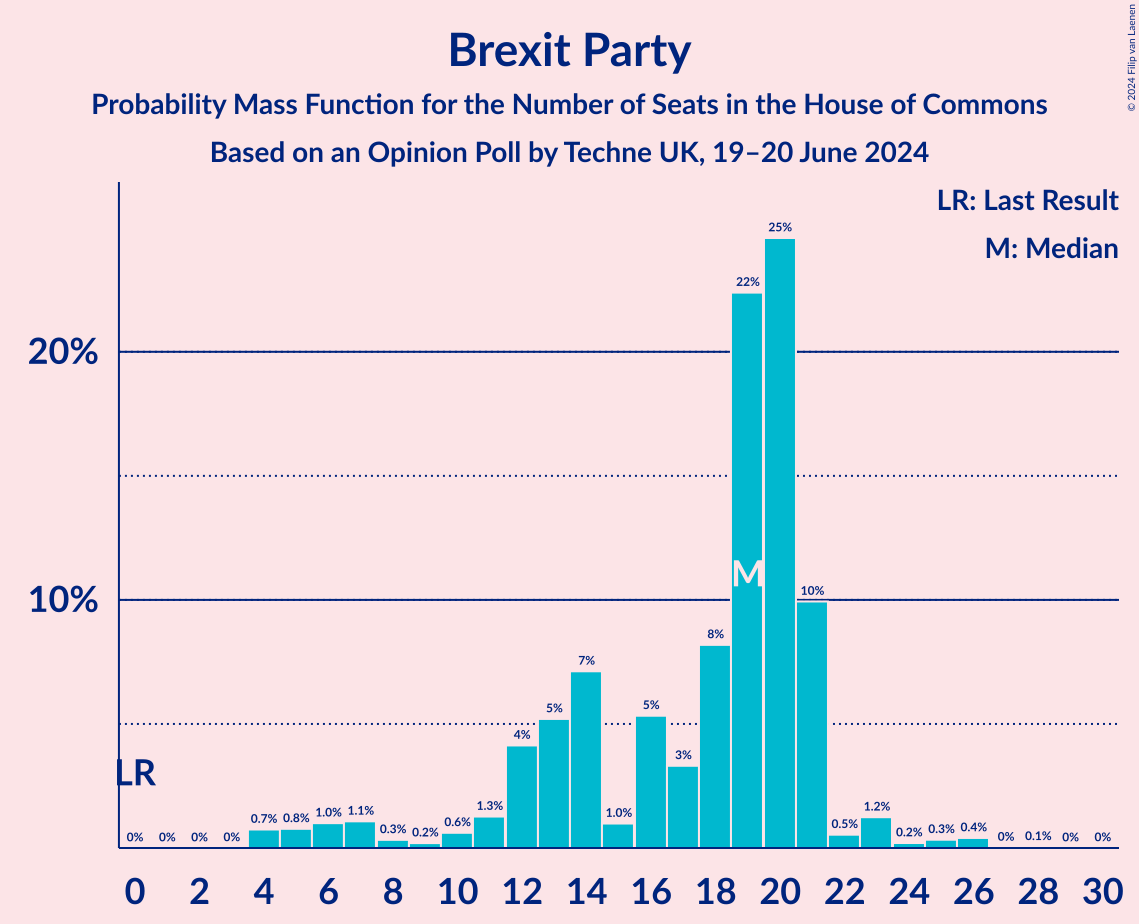 Brexit Party
Probability Mass Function for the Number of Seats in the House of Commons
Based on an Opinion Poll by Techne UK, 19–20 June 2024
© 2024 Filip van Laenen
LR: Last Result
M: Median
20%
10%
LR
M
0% 0% 0% 0% 0.7% 0.8% 1.0% 1.1% 0.3% 0.2% 0.6% 1.3% 4% 5% 7% 1.0% 5% 3% 8% 22% 25% 10% 0.5% 1.2% 0.2% 0.3% 0.4% 0% 0.1% 0% 0%
0 2 4 6 8 10 12 14 16 18 20 22 24 26 28 30